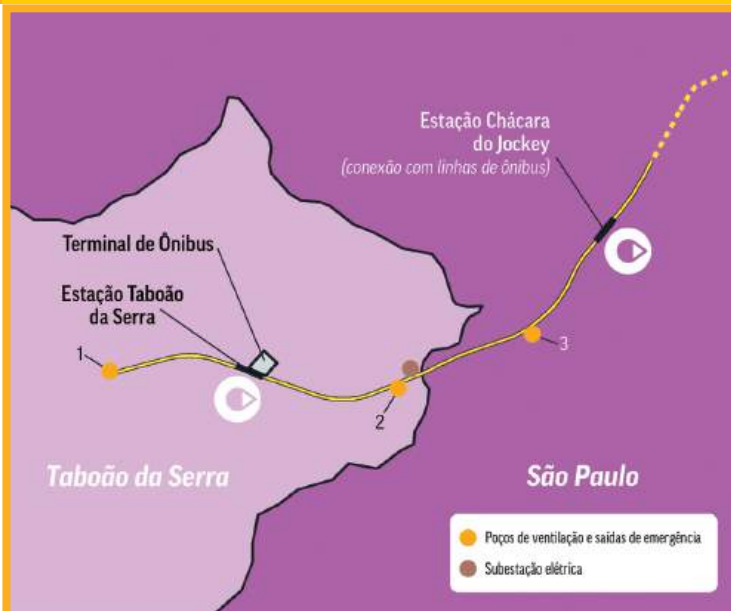 Estação Chácara
do Jockey
(conexão com linhas de ônibus)
Terminal de Ônibus
Estação Taboão
da Serra
1
2
3
Taboão da Serra
São Paulo
Poços de ventilação e saídas de emergência
Subestação elétrica